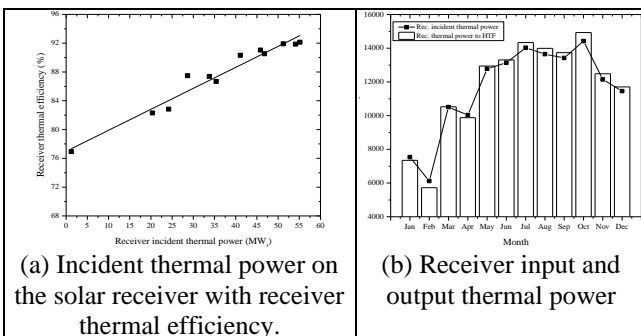 96
92
88
84
80
76
72
68
0 5 10 15 20 25 30 35 40 45 50 55 60
Receiver thermal efficiency (%)
Receiver incident thermal power (MWt)
(a) Incident thermal power on
the solar receiver with receiver
thermal efficiency.
16000
14000
12000
10000
8000
6000
4000
Rec. incident thermal power
Rec. thermal power to HTF
Jan Feb Mar Apr May Jun Jul Aug Sep Oct Nov Dec
Month
(b) Receiver input and
output thermal power